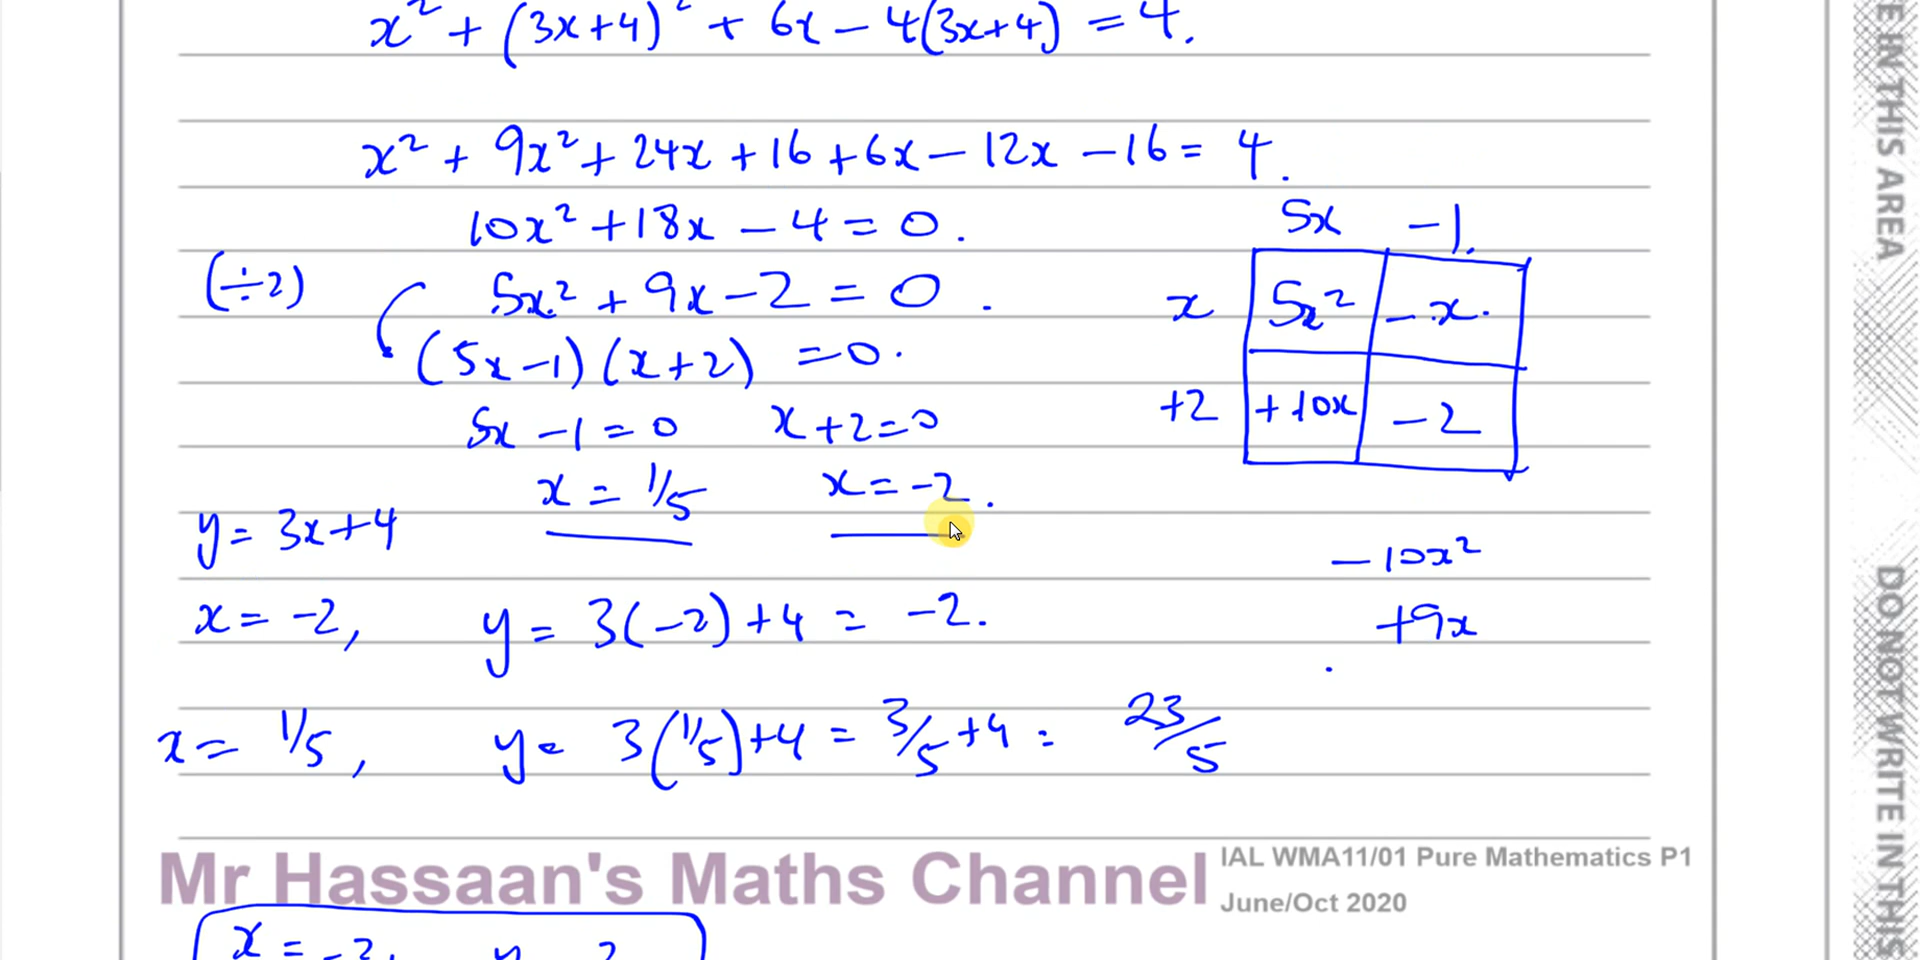 x² + (3x+4)² + 6x - 4(3x+4) = 4.
x² + 9x² + 24x + 16 + 6x - 12x - 16 = 4.
10x² + 18x - 4 = 0.
(÷2) 5x² + 9x - 2 = 0.
(5x-1)(x+2) = 0.
5x - 1 = 0 x + 2 = 0
x = 1/5 x = -2.
y = 3x+4
x = -2, y = 3(-2)+4 = -2.
x = 1/5, y = 3(1/5)+4 = 3/5+4 = 23/5
5x -1.
x 5x² -x.
+2 +10x -2
-10x²
+9x
Mr Hassaan's Maths Channel
IAL WMA11/01 Pure Mathematics P1
June/Oct 2020
x = -2,
E IN THIS AREA
DO NOT WRITE IN THIS